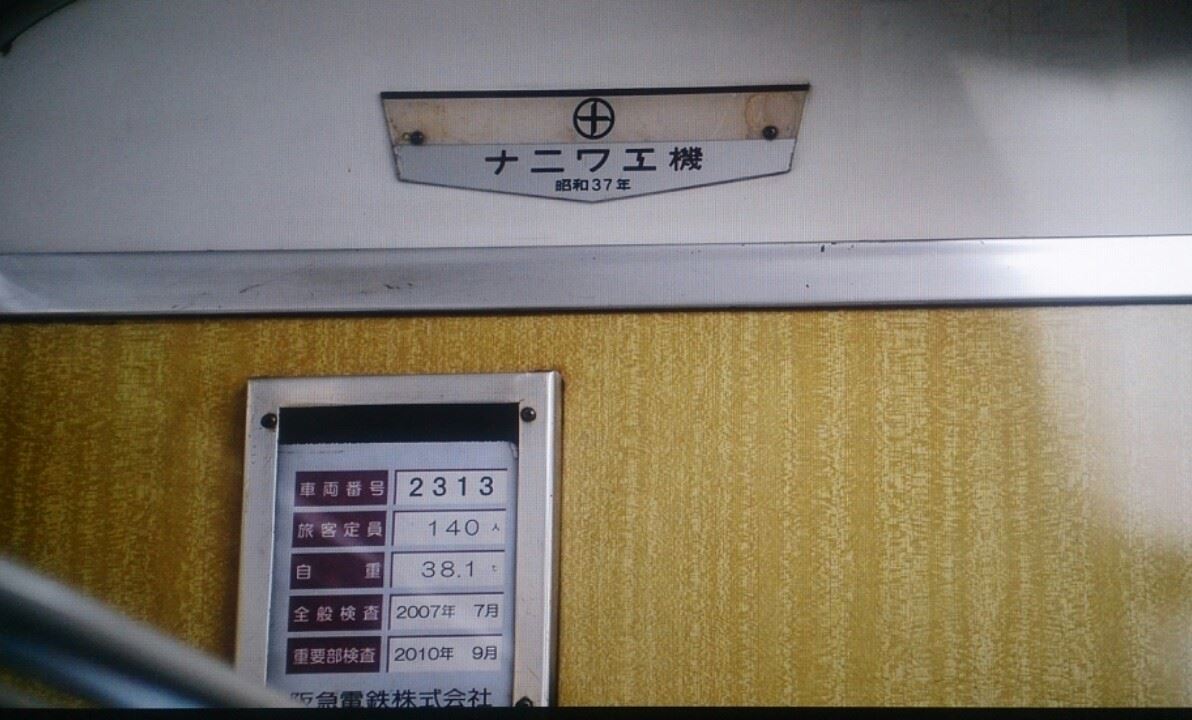 ナニワ工機
昭和37年
車両番号 2313
旅客定員 140人
自重 38.1t
全般検査 2007年 7月
重要部検査 2010年 9月
阪急電鉄株式会社